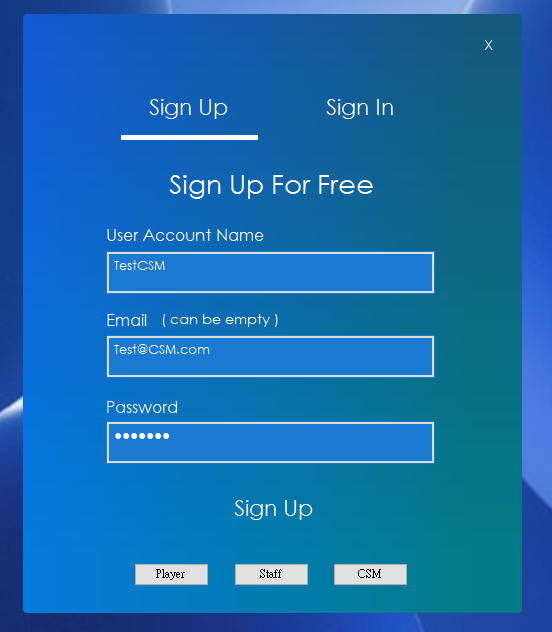 X
Sign Up Sign In
Sign Up For Free
User Account Name
TestCSM
Email ( can be empty )
Test@CSM.com
Password
•••••••
Sign Up
Player Staff CSM